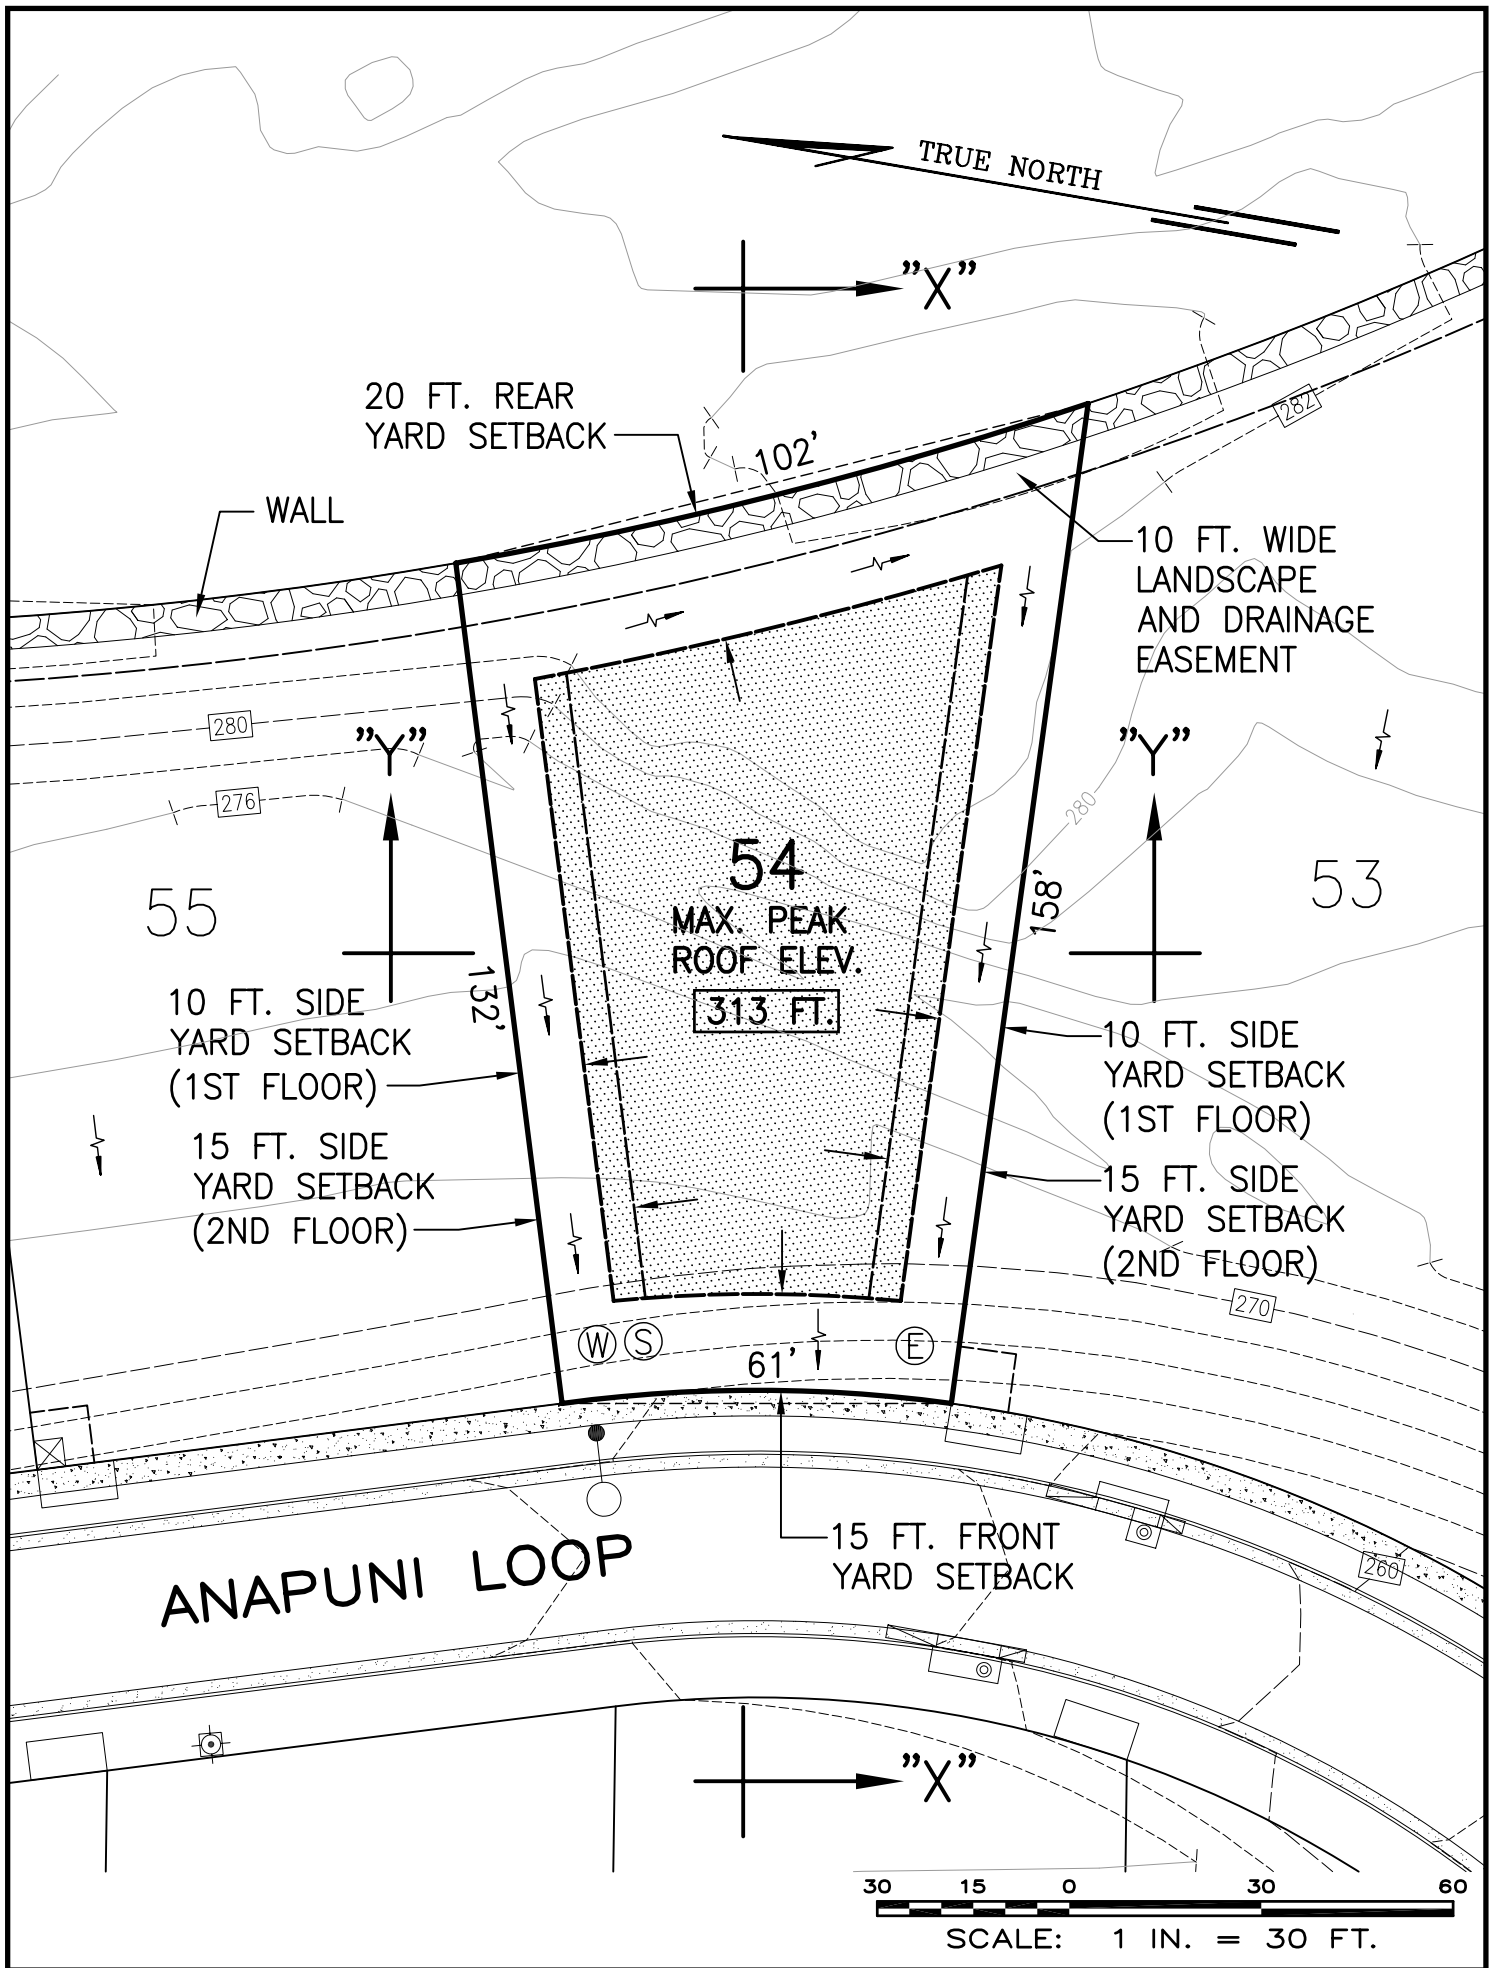 TRUE NORTH
"X"
20 FT. REAR
YARD SETBACK
102'
282
WALL
10 FT. WIDE
LANDSCAPE
AND DRAINAGE
EASEMENT
280
"Y"
"Y"
276
280
54
MAX. PEAK
ROOF ELEV.
313 FT.
55
53
158'
132'
10 FT. SIDE
YARD SETBACK
(1ST FLOOR)
15 FT. SIDE
YARD SETBACK
(2ND FLOOR)
10 FT. SIDE
YARD SETBACK
(1ST FLOOR)
15 FT. SIDE
YARD SETBACK
(2ND FLOOR)
270
W S
E
61'
15 FT. FRONT
YARD SETBACK
260
ANAPUNI LOOP
"X"
30 15 0 30 60
SCALE: 1 IN. = 30 FT.